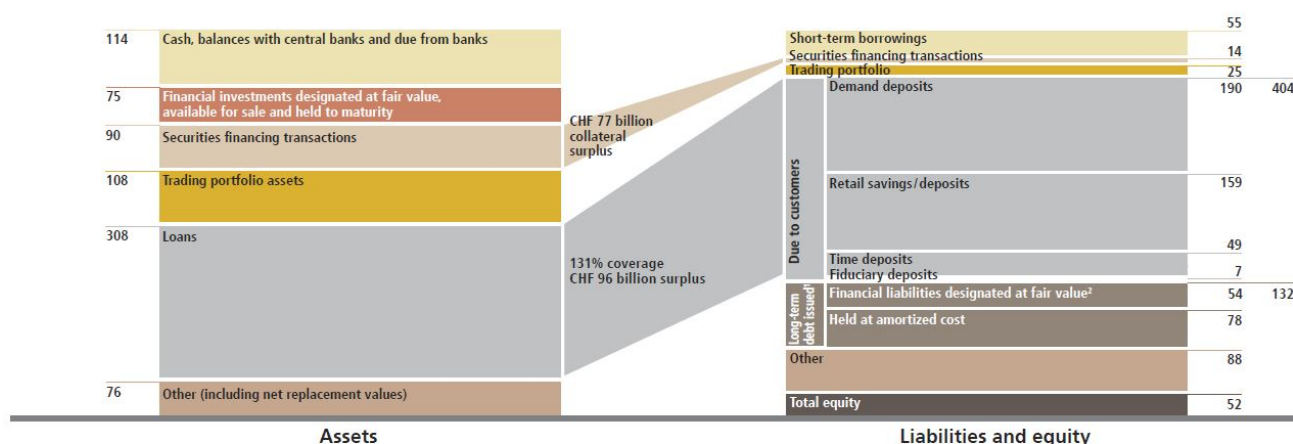 114 Cash, balances with central banks and due from banks
75 Financial investments designated at fair value,
available for sale and held to maturity
90 Securities financing transactions
108 Trading portfolio assets
308 Loans
76 Other (including net replacement values)
Assets
CHF 77 billion
collateral
surplus
131% coverage
CHF 96 billion surplus
Short-term borrowings 55
Securities financing transactions 14
Trading portfolio 25
Due to customers
Demand deposits 190 404
Retail savings/deposits 159
Time deposits 49
Fiduciary deposits 7
Long-term
debt issued¹
Financial liabilities designated at fair value² 54 132
Held at amortized cost 78
Other 88
Total equity 52
Liabilities and equity